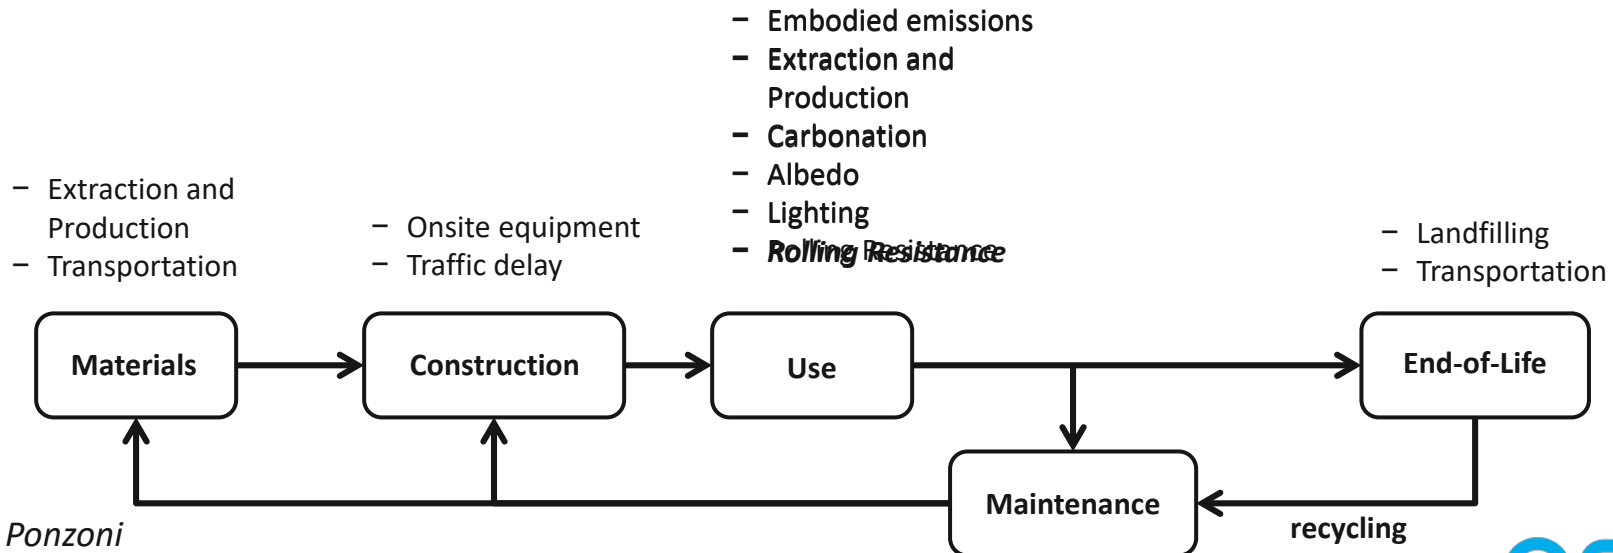 – Embodied emissions
– Extraction and
Production
– Carbonation
– Albedo
– Lighting
– Rolling Resistance
– Extraction and
Production
– Transportation
– Onsite equipment
– Traffic delay
– Landfilling
– Transportation
Materials
Construction
Use
End-of-Life
Maintenance
recycling
Ponzoni